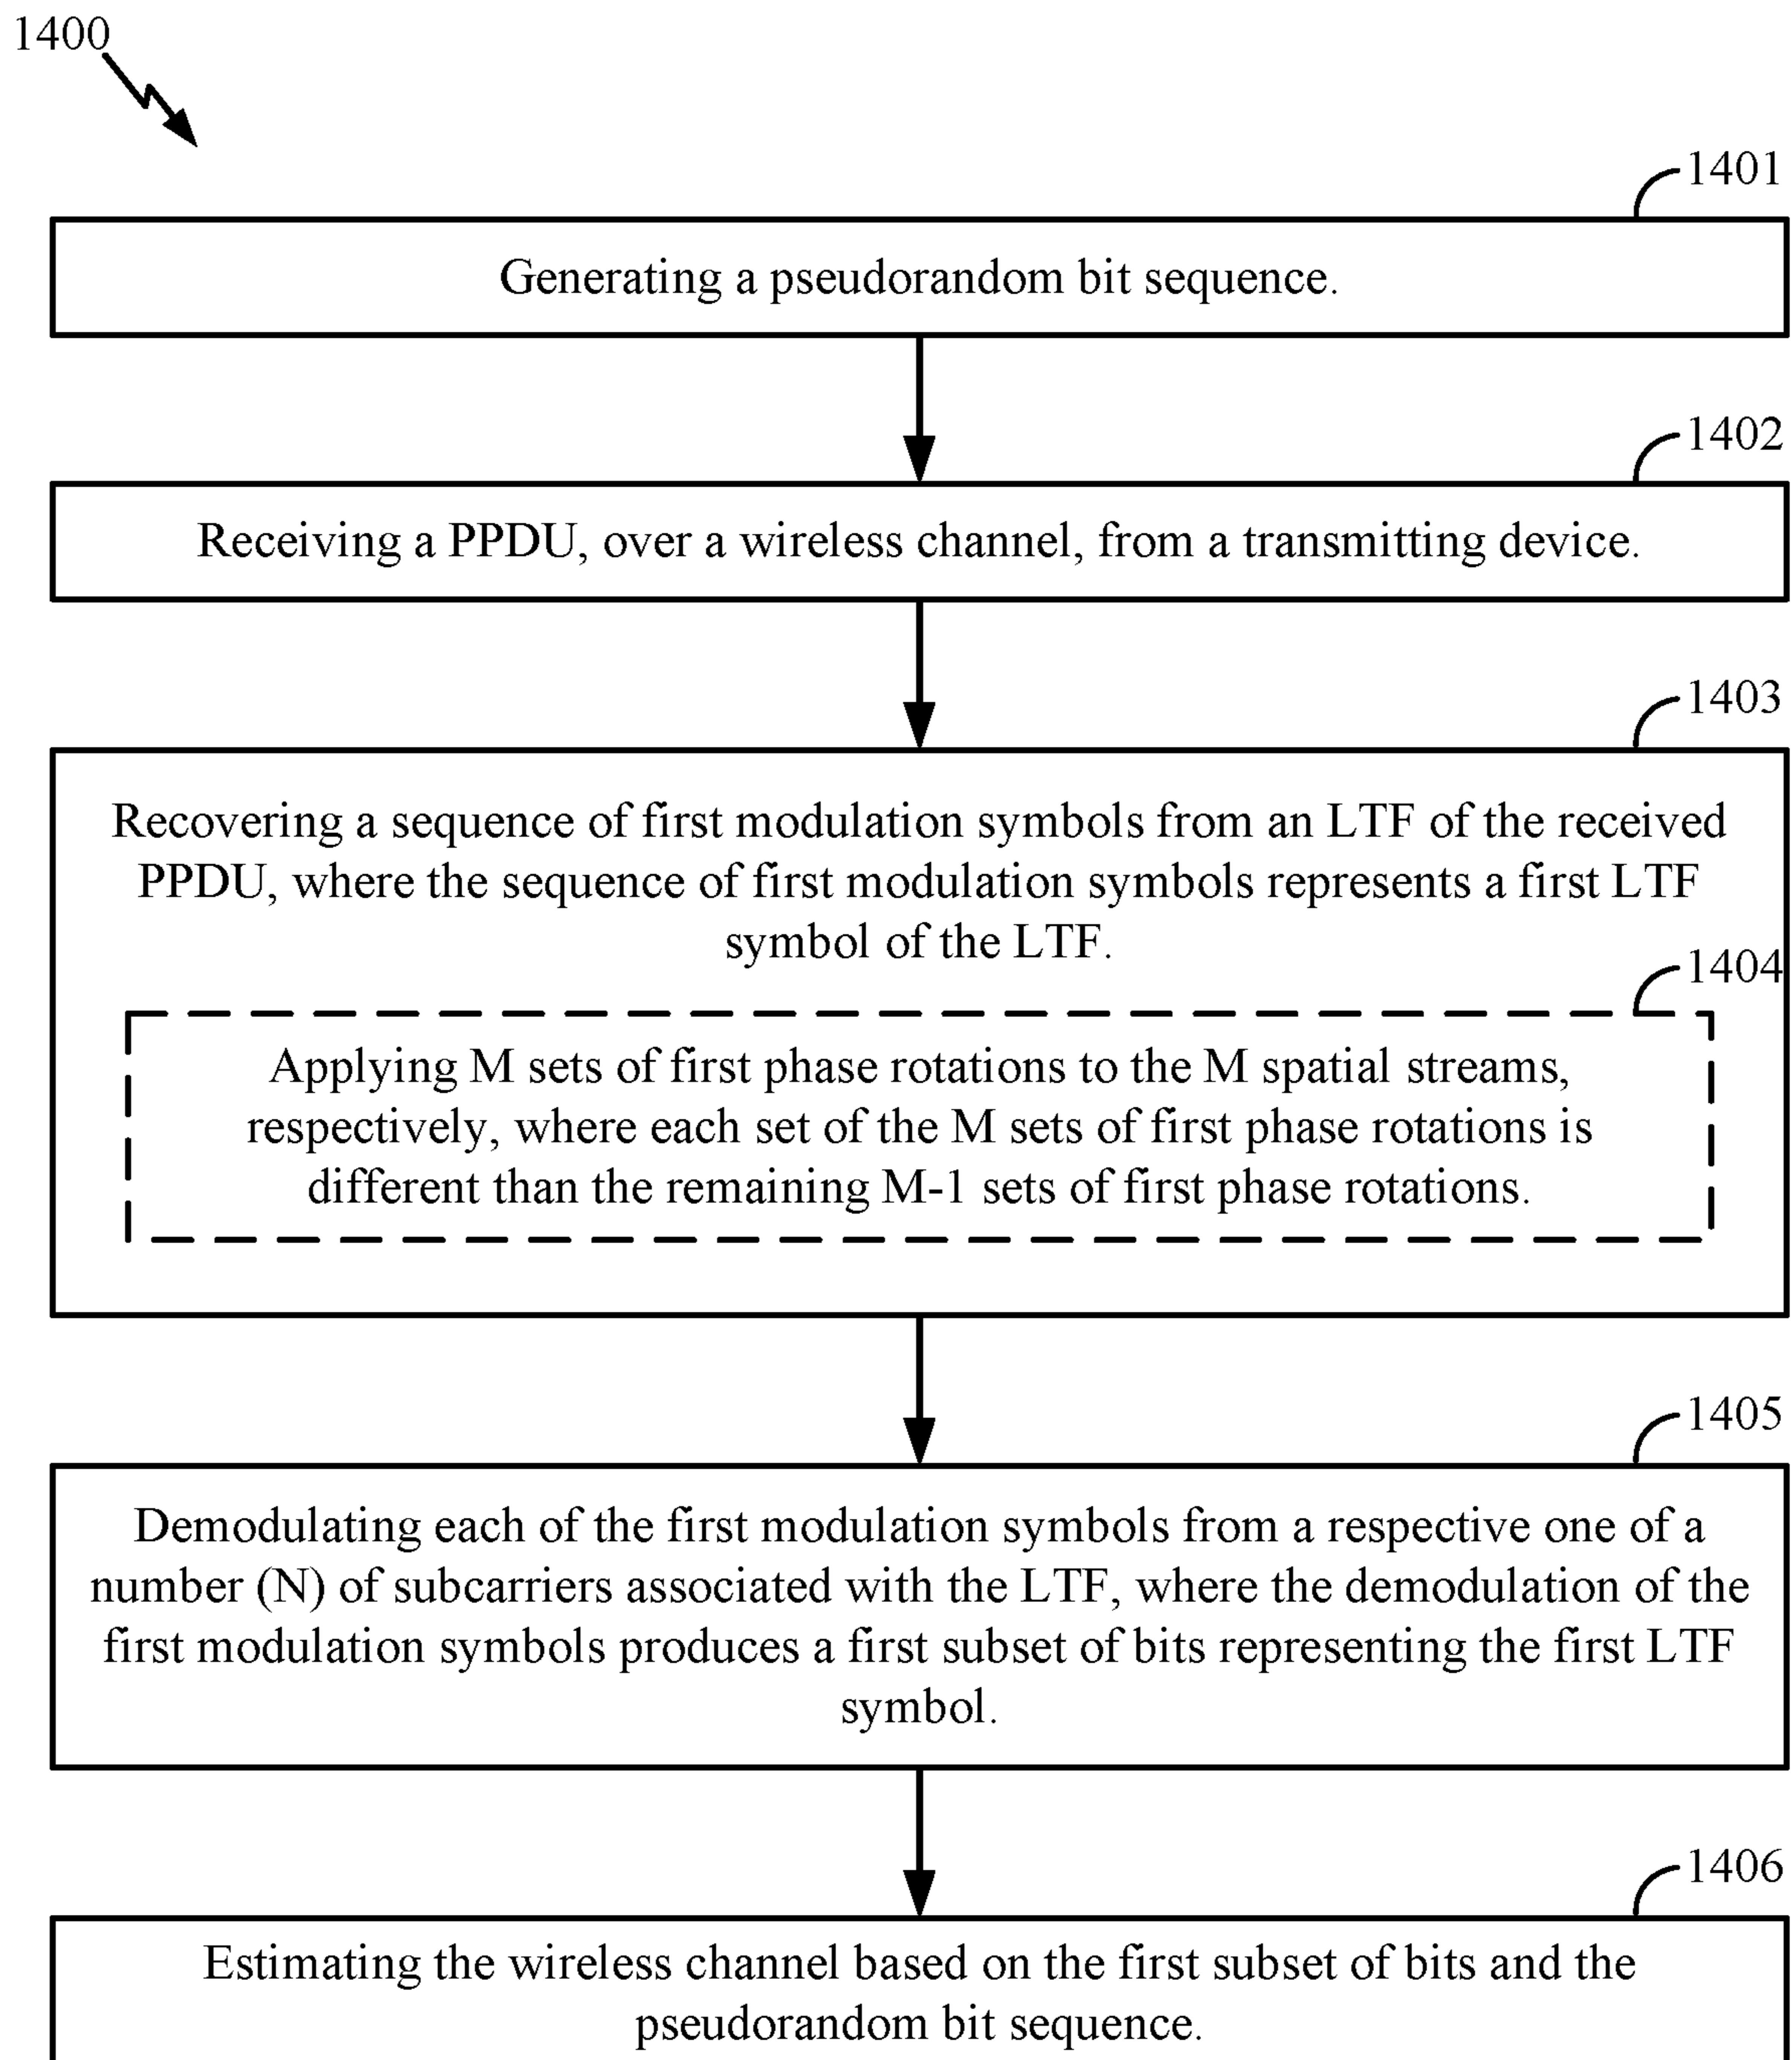 1400
1401
Generating a pseudorandom bit sequence.
1402
Receiving a PPDU, over a wireless channel, from a transmitting device.
1403
Recovering a sequence of first modulation symbols from an LTF of the received
PPDU, where the sequence of first modulation symbols represents a first LTF
symbol of the LTF.
1404
Applying M sets of first phase rotations to the M spatial streams,
respectively, where each set of the M sets of first phase rotations is
different than the remaining M-1 sets of first phase rotations.
1405
Demodulating each of the first modulation symbols from a respective one of a
number (N) of subcarriers associated with the LTF, where the demodulation of the
first modulation symbols produces a first subset of bits representing the first LTF
symbol.
1406
Estimating the wireless channel based on the first subset of bits and the
pseudorandom bit sequence.